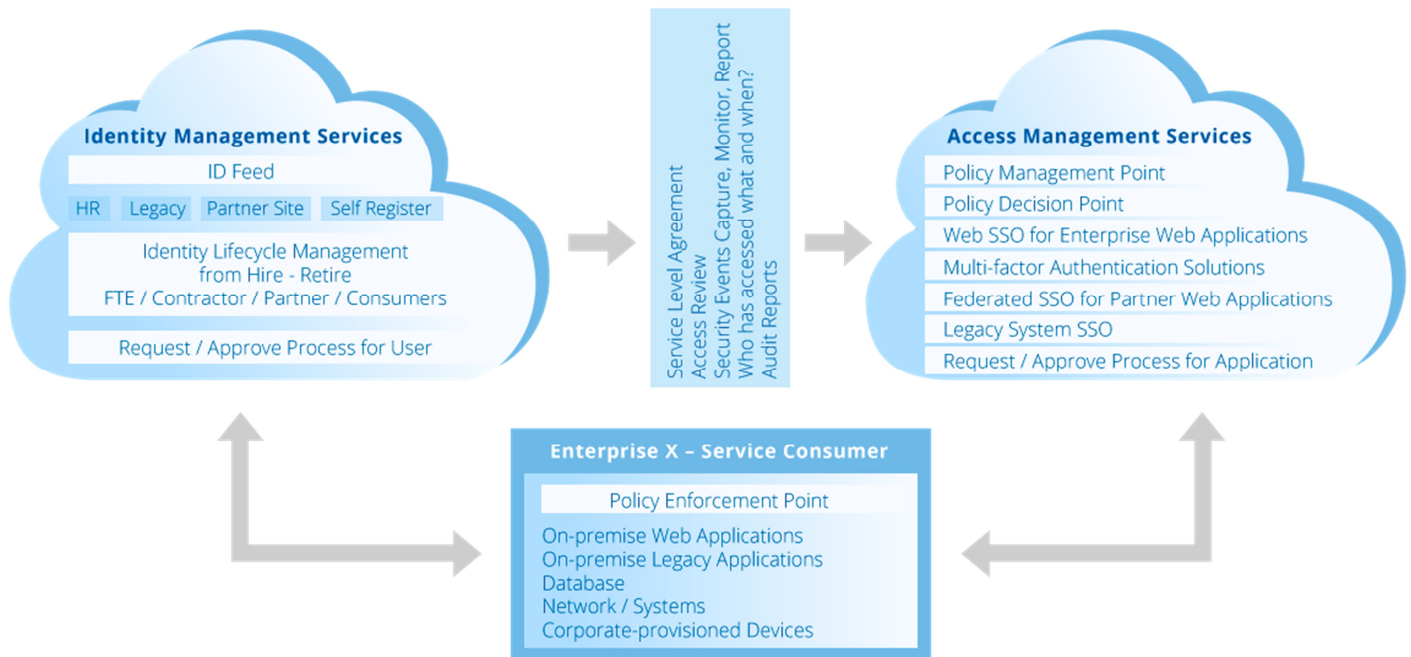 Identity Management Services
ID Feed
HR
Legacy
Partner Site
Self Register
Identity Lifecycle Management
from Hire - Retire
FTE / Contractor / Partner / Consumers
Request / Approve Process for User
Service Level Agreement
Access Review
Security Events Capture, Monitor, Report
Who has accessed what and when?
Audit Reports
Access Management Services
Policy Management Point
Policy Decision Point
Web SSO for Enterprise Web Applications
Multi-factor Authentication Solutions
Federated SSO for Partner Web Applications
Legacy System SSO
Request / Approve Process for Application
Enterprise X – Service Consumer
Policy Enforcement Point
On-premise Web Applications
On-premise Legacy Applications
Database
Network / Systems
Corporate-provisioned Devices